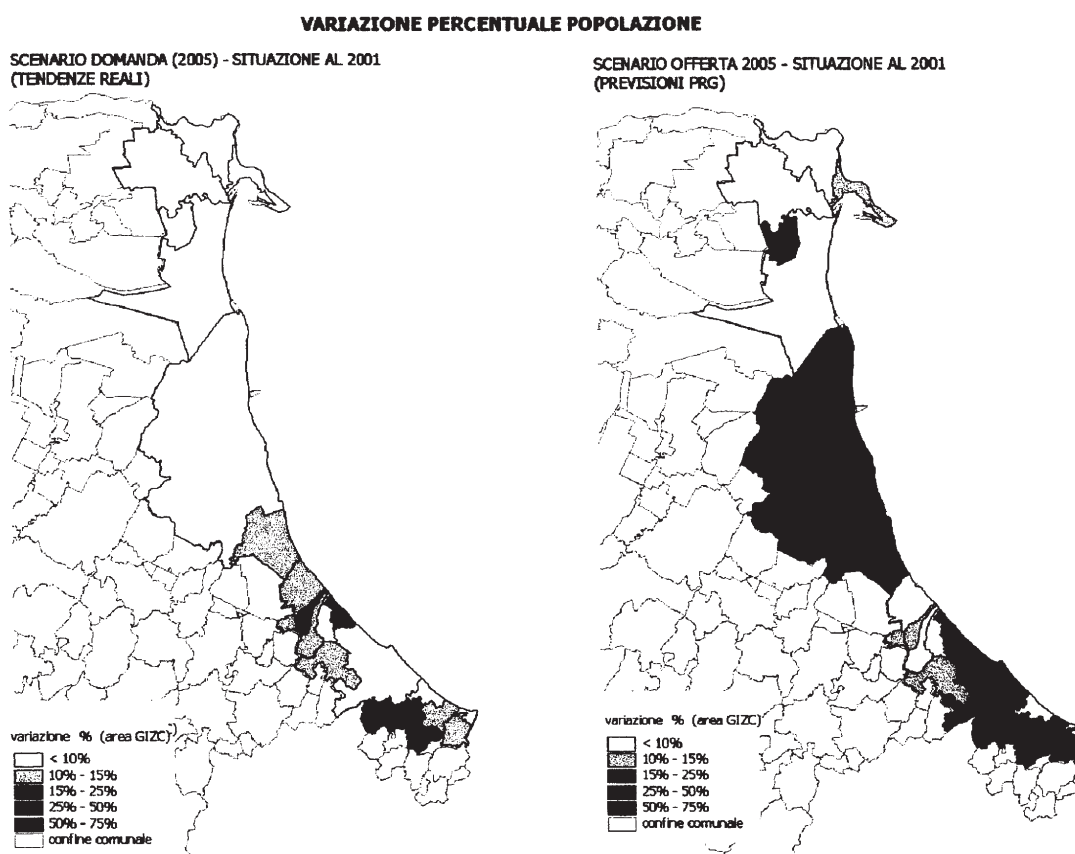 VARIAZIONE PERCENTUALE POPOLAZIONE
SCENARIO DOMANDA (2005) - SITUAZIONE AL 2001
(TENDENZE REALI)
variazione % (area GIZC)
< 10%
10% - 15%
15% - 25%
25% - 50%
50% - 75%
confine comunale
SCENARIO OFFERTA 2005 - SITUAZIONE AL 2001
(PREVISIONI PRG)
variazione % (area GIZC)
< 10%
10% - 15%
15% - 25%
25% - 50%
50% - 75%
confine comunale